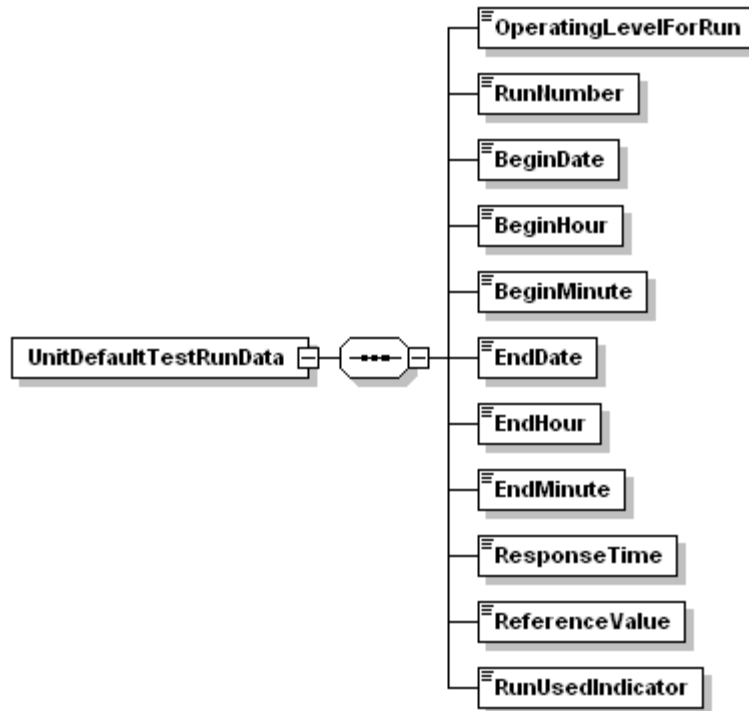 OperatingLevelForRun
RunNumber
BeginDate
BeginHour
BeginMinute
UnitDefaultTestRunData
EndDate
EndHour
EndMinute
ResponseTime
ReferenceValue
RunUsedIndicator